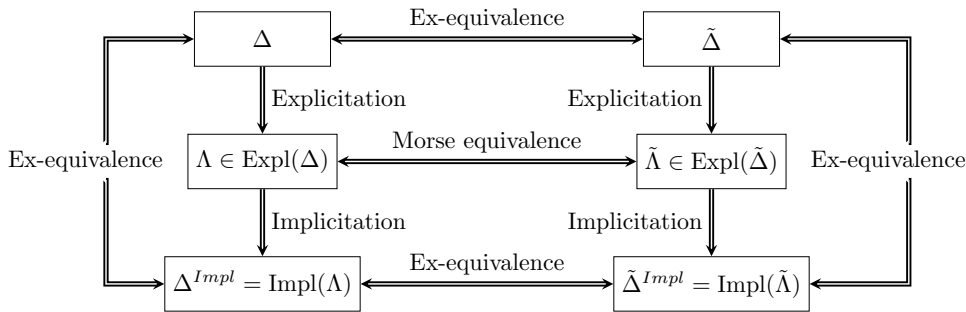 Ex-equivalence
Δ
Δ̃
Explicitation
Explicitation
Morse equivalence
Ex-equivalence
Λ ∈ Expl(Δ)
Λ̃ ∈ Expl(Δ̃)
Ex-equivalence
Implicitation
Implicitation
Ex-equivalence
Δ^{Impl} = Impl(Λ)
Δ̃^{Impl} = Impl(Λ̃)